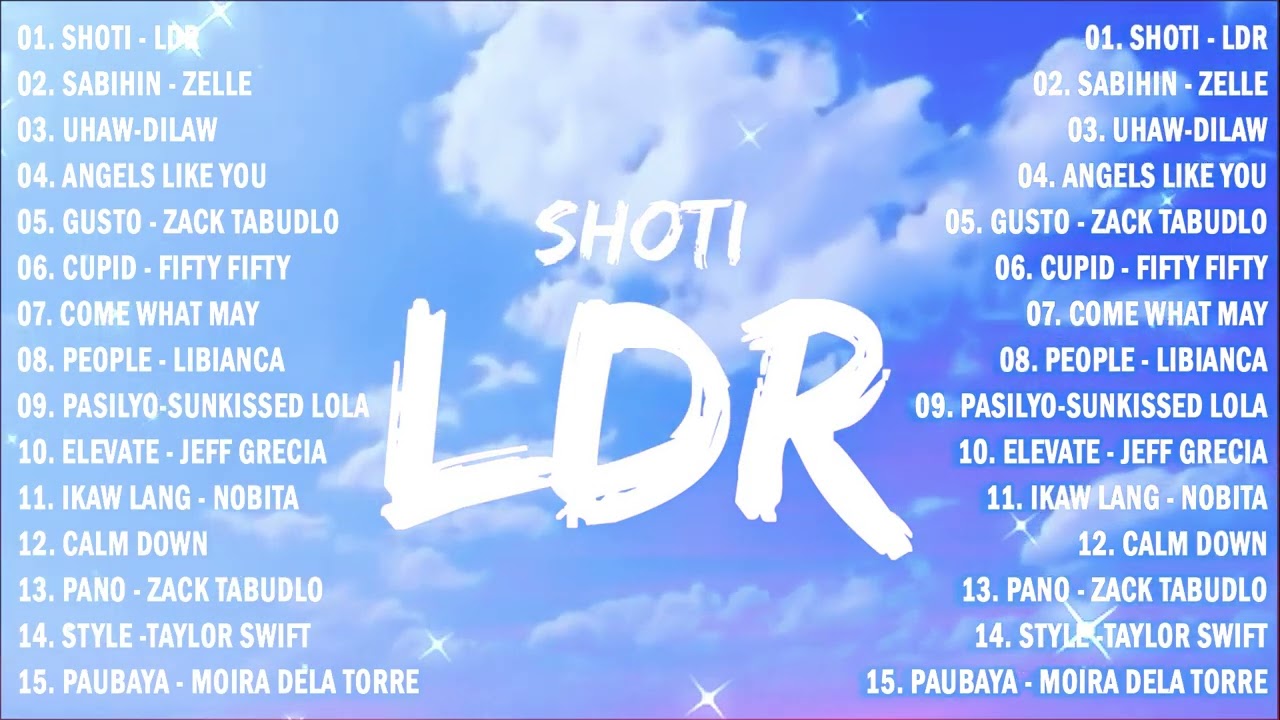 01. SHOTI - LDR
02. SABIHIN - ZELLE
03. UHAW-DILAW
04. ANGELS LIKE YOU
05. GUSTO - ZACK TABUDLO
06. CUPID - FIFTY FIFTY
07. COME WHAT MAY
08. PEOPLE - LIBIANCA
09. PASILYO-SUNKISSED LOLA
10. ELEVATE - JEFF GRECIA
11. IKAW LANG - NOBITA
12. CALM DOWN
13. PANO - ZACK TABUDLO
14. STYLE -TAYLOR SWIFT
15. PAUBAYA - MOIRA DELA TORRE
SHOTI
LDR
01. SHOTI - LDR
02. SABIHIN - ZELLE
03. UHAW-DILAW
04. ANGELS LIKE YOU
05. GUSTO - ZACK TABUDLO
06. CUPID - FIFTY FIFTY
07. COME WHAT MAY
08. PEOPLE - LIBIANCA
09. PASILYO-SUNKISSED LOLA
10. ELEVATE - JEFF GRECIA
11. IKAW LANG - NOBITA
12. CALM DOWN
13. PANO - ZACK TABUDLO
14. STYLE -TAYLOR SWIFT
15. PAUBAYA - MOIRA DELA TORRE